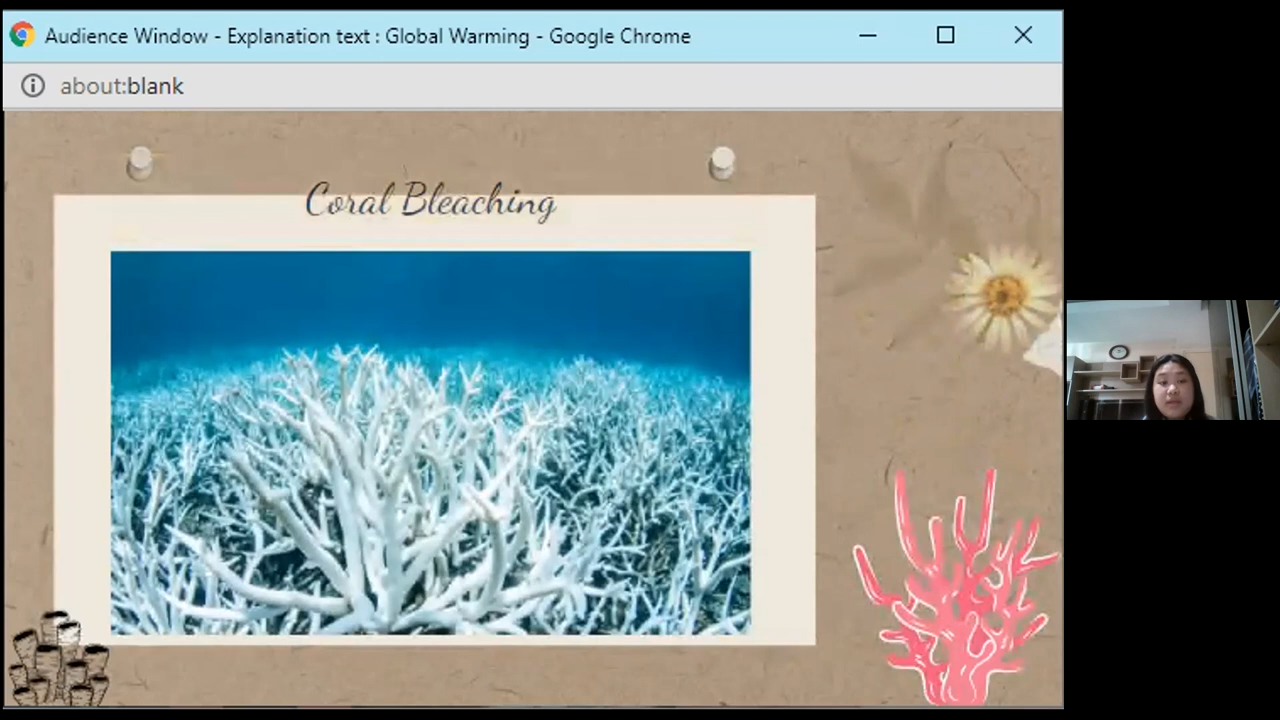 Audience Window - Explanation text : Global Warming - Google Chrome
about:blank
Coral Bleaching